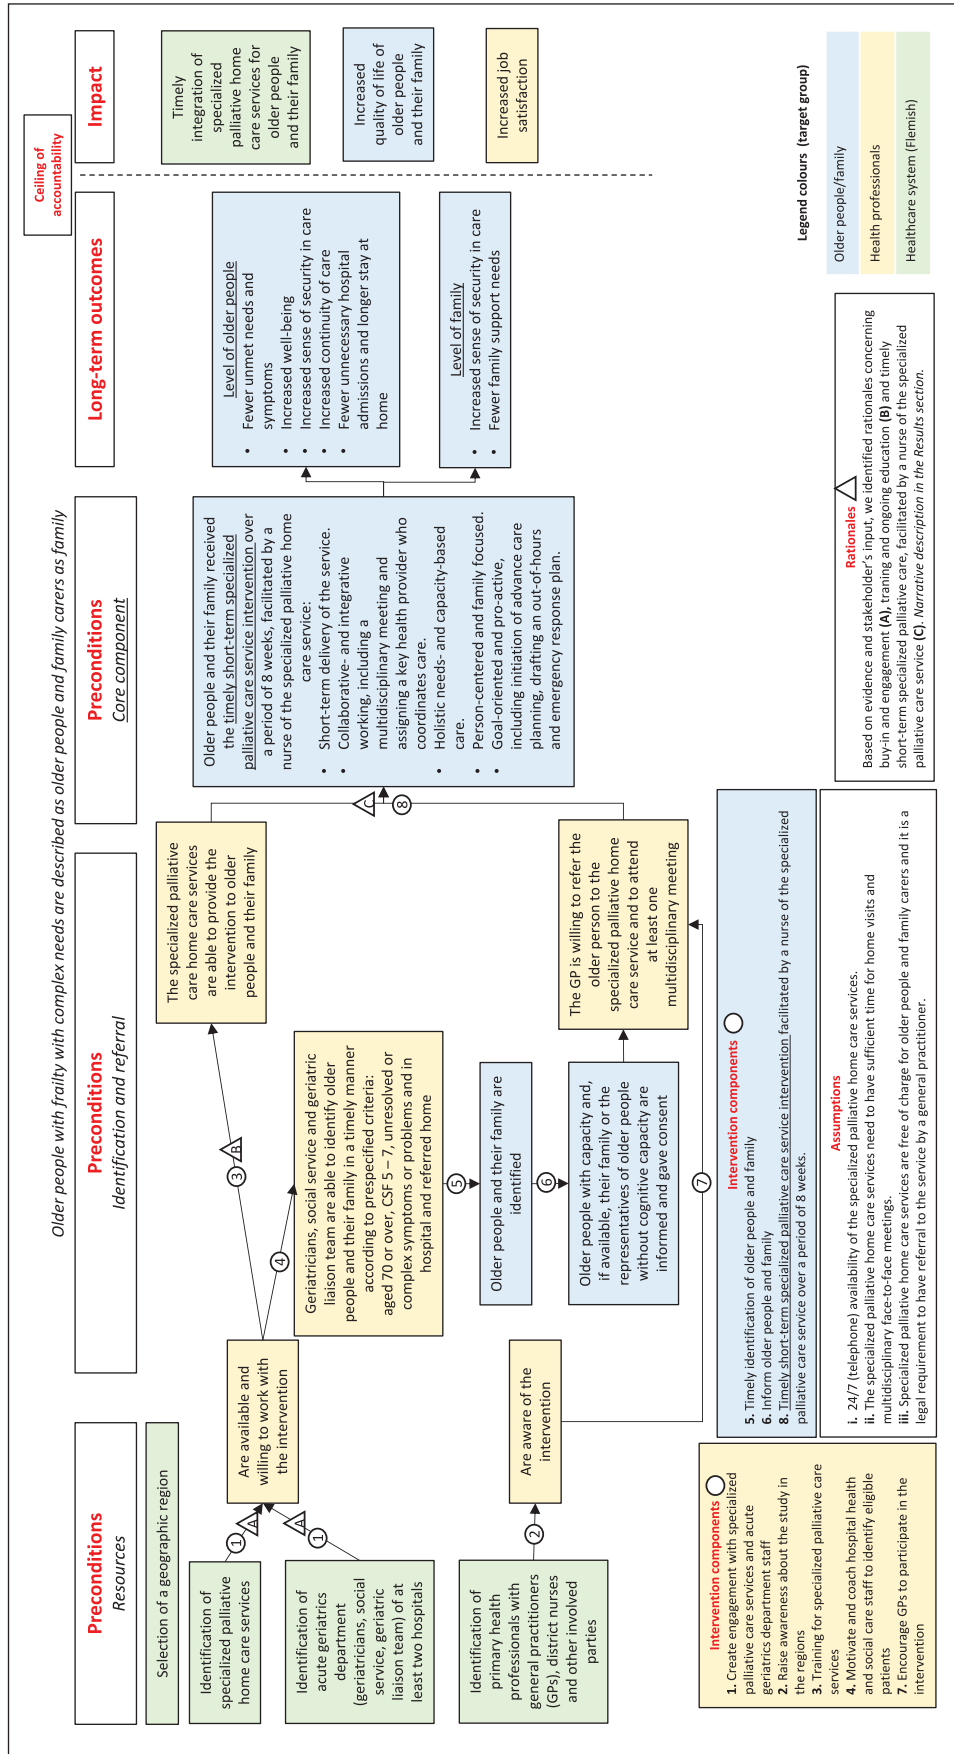 Older people with frailty with complex needs are described as older people and family carers as family
Preconditions
Resources
Preconditions
Identification and referral
Preconditions
Core component
Long-term outcomes
Ceiling of
accountability
Impact
Selection of a geographic region
Identification of
specialized palliative
home care services
Identification of
acute geriatrics
department
(geriatricians, social
service, geriatric
liaison team) of at
least two hospitals
Identification of
primary health
professionals with
general practitioners
(GPs), district nurses
and other involved
parties
1
A
A
1
2
Are available and
willing to work with
the intervention
Are aware of the
intervention
3
B
4
The specialized palliative
care home care services
are able to provide the
intervention to older
people and their family
Geriatricians, social service and geriatric
liaison team are able to identify older
people and their family in a timely manner
according to prespecified criteria:
aged 70 or over, CSF 5 – 7, unresolved or
complex symptoms or problems and in
hospital and referred home
5
Older people and their family are
identified
6
Older people with capacity and,
if available, their family or the
representatives of older people
without cognitive capacity are
informed and gave consent
The GP is willing to refer the
older person to the
specialized palliative home
care service and to attend
at least one
multidisciplinary meeting
7
C
8
Older people and their family received
the timely short-term specialized
palliative care service intervention over
a period of 8 weeks, facilitated by a
nurse of the specialized palliative home
care service:
• Short-term delivery of the service.
• Collaborative- and integrative
working, including a
multidisciplinary meeting and
assigning a key health provider who
coordinates care.
• Holistic needs- and capacity-based
care.
• Person-centered and family focused.
• Goal-oriented and pro-active,
including initiation of advance care
planning, drafting an out-of-hours
and emergency response plan.
Level of older people
• Fewer unmet needs and
symptoms
• Increased well-being
• Increased sense of security in care
• Increased continuity of care
• Fewer unnecessary hospital
admissions and longer stay at
home
Level of family
• Increased sense of security in care
• Fewer family support needs
Timely
integration of
specialized
palliative home
care services for
older people
and their family
Increased
quality of life of
older people
and their family
Increased job
satisfaction
Intervention components
1. Create engagement with specialized
palliative care services and acute
geriatrics department staff
2. Raise awareness about the study in
the regions
3. Training for specialized palliative care
services
4. Motivate and coach hospital health
and social care staff to identify eligible
patients
7. Encourage GPs to participate in the
intervention
Intervention components
5. Timely identification of older people and family
6. Inform older people and family
8. Timely short-term specialized palliative care service intervention facilitated by a nurse of the specialized
palliative care service over a period of 8 weeks.
Assumptions
i. 24/7 (telephone) availability of the specialized palliative home care services.
ii. The specialized palliative home care services need to have sufficient time for home visits and
multidisciplinary face-to-face meetings.
iii. Specialized palliative home care services are free of charge for older people and family carers and it is a
legal requirement to have referral to the service by a general practitioner.
Rationales
Based on evidence and stakeholder's input, we identified rationales concerning
buy-in and engagement (A), traning and ongoing education (B) and timely
short-term specialized palliative care, facilitated by a nurse of the specialized
palliative care service (C). Narrative description in the Results section.
Legend colours (target group)
Older people/family
Health professionals
Healthcare system (Flemish)